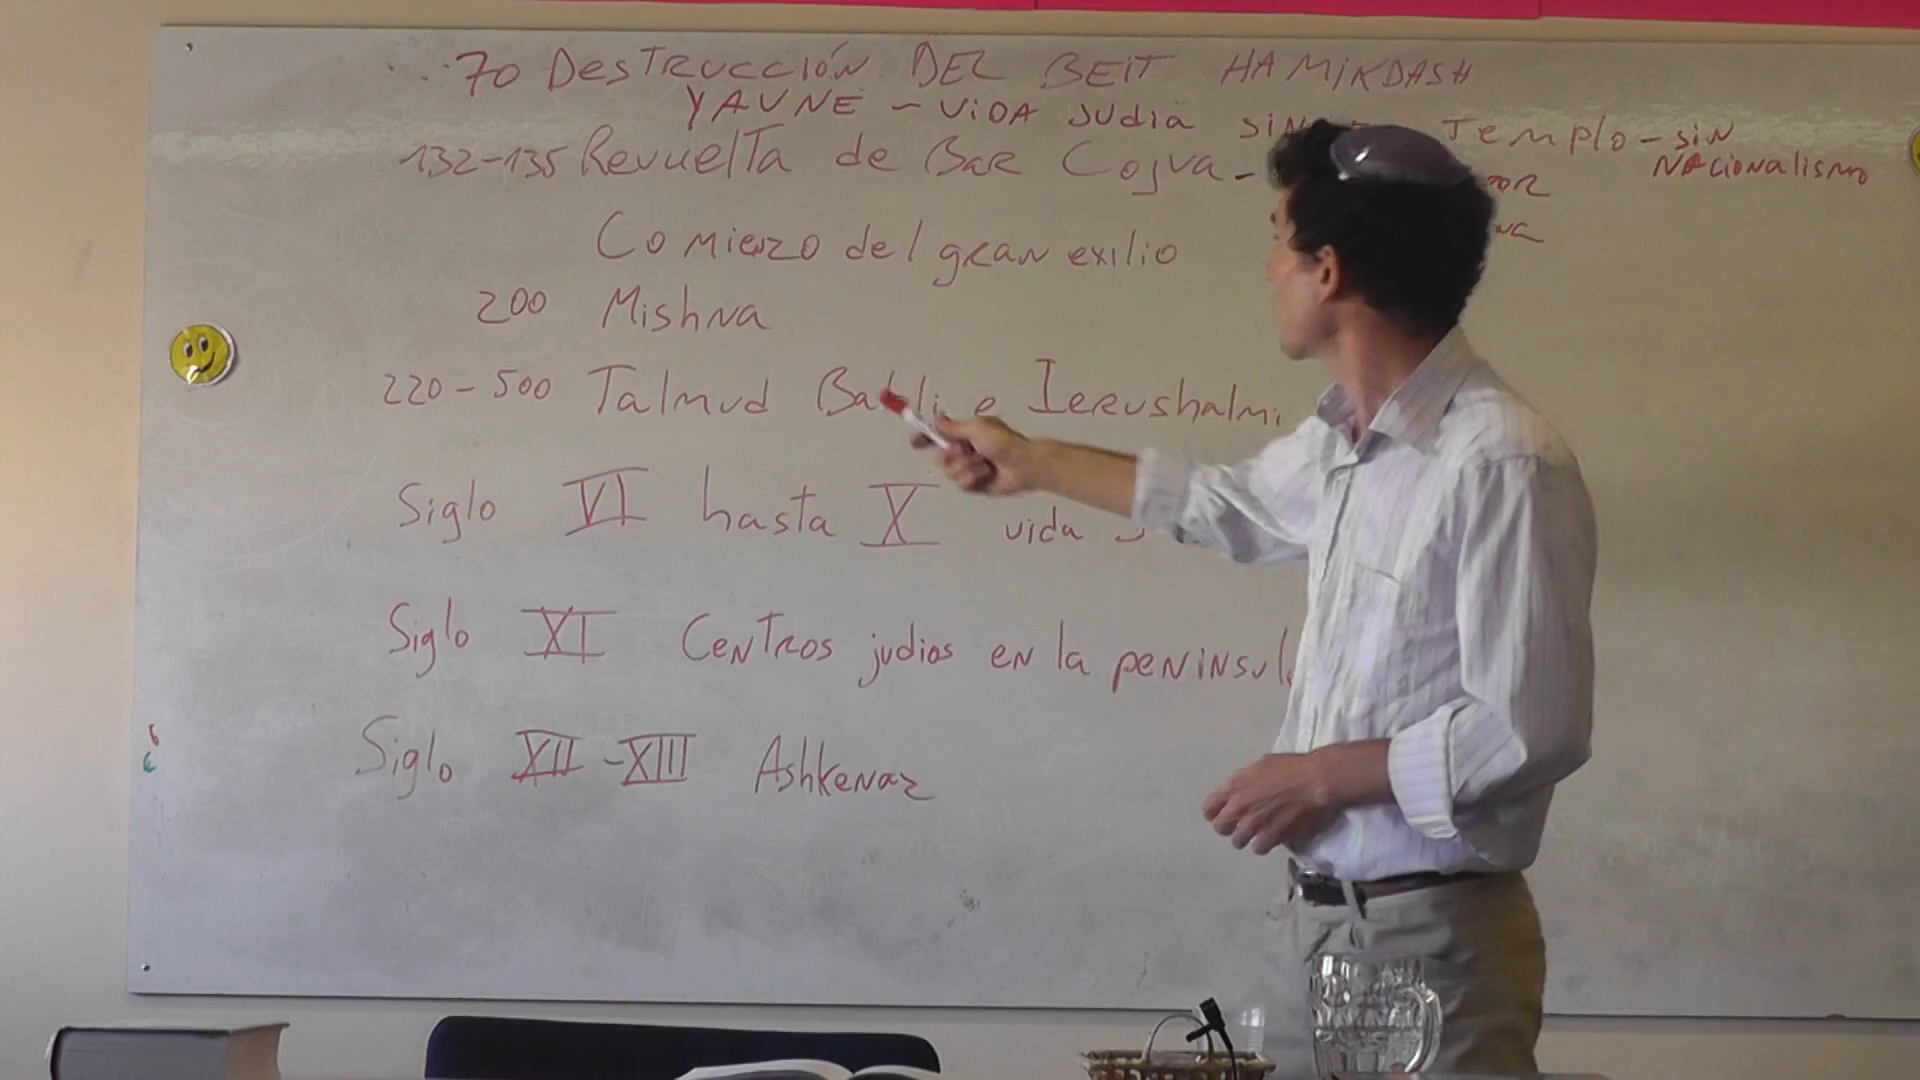 70 DESTRUCCIÓN DEL BEIT HAMIKDASH
YAVNE - VIDA JUDIA SIN Templo - SIN NACIONALISMO
132-135 Revuelta de Bar Cojva -
Comienzo del gran exilio
200 Mishna
220-500 Talmud Babli e Ierushalmi
Siglo VI hasta X vida
Siglo XI Centros judios en la peninsula
Siglo XII - XIII Ashkenaz